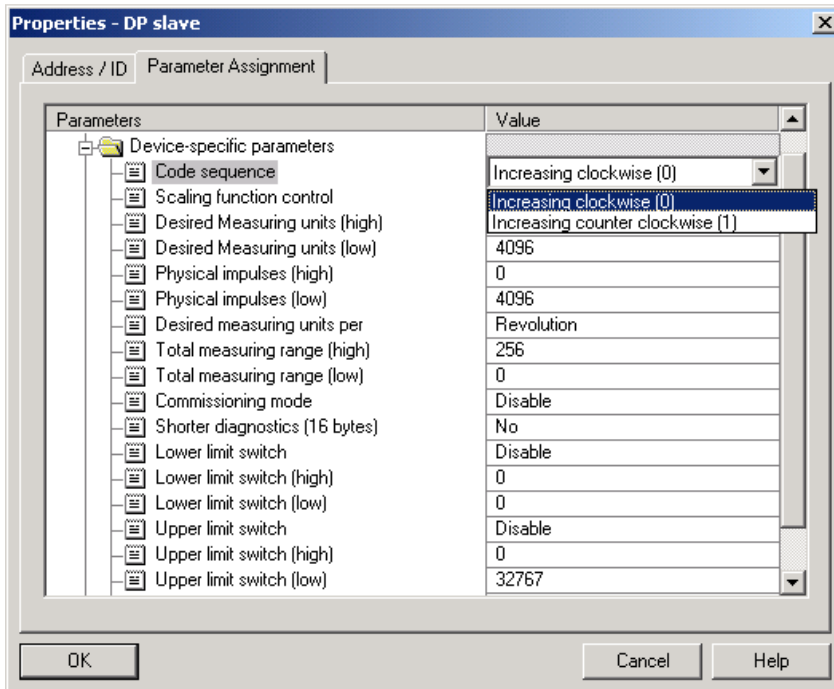 Properties - DP slave
Address / ID Parameter Assignment
Parameters Value
Device-specific parameters
Code sequence Increasing clockwise (0)
Scaling function control Increasing clockwise (0)
Desired Measuring units (high) Increasing counter clockwise (1)
Desired Measuring units (low) 4096
Physical impulses (high) 0
Physical impulses (low) 4096
Desired measuring units per Revolution
Total measuring range (high) 256
Total measuring range (low) 0
Commissioning mode Disable
Shorter diagnostics (16 bytes) No
Lower limit switch Disable
Lower limit switch (high) 0
Lower limit switch (low) 0
Upper limit switch Disable
Upper limit switch (high) 0
Upper limit switch (low) 32767
OK Cancel Help